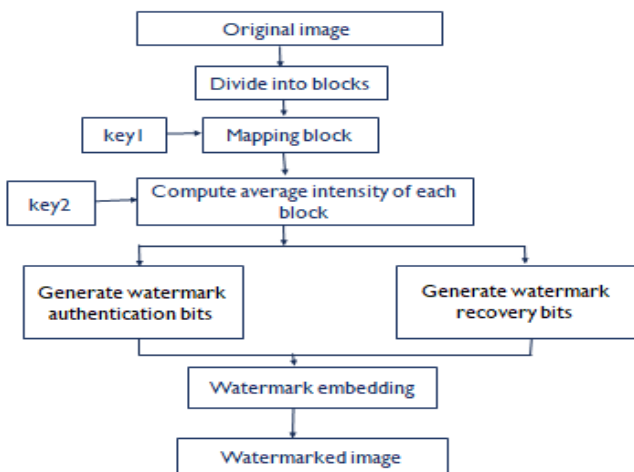 Original image
Divide into blocks
key1
Mapping block
Compute average intensity of each
block
key2
Generate watermark
authentication bits
Generate watermark
recovery bits
Watermark embedding
Watermarked image